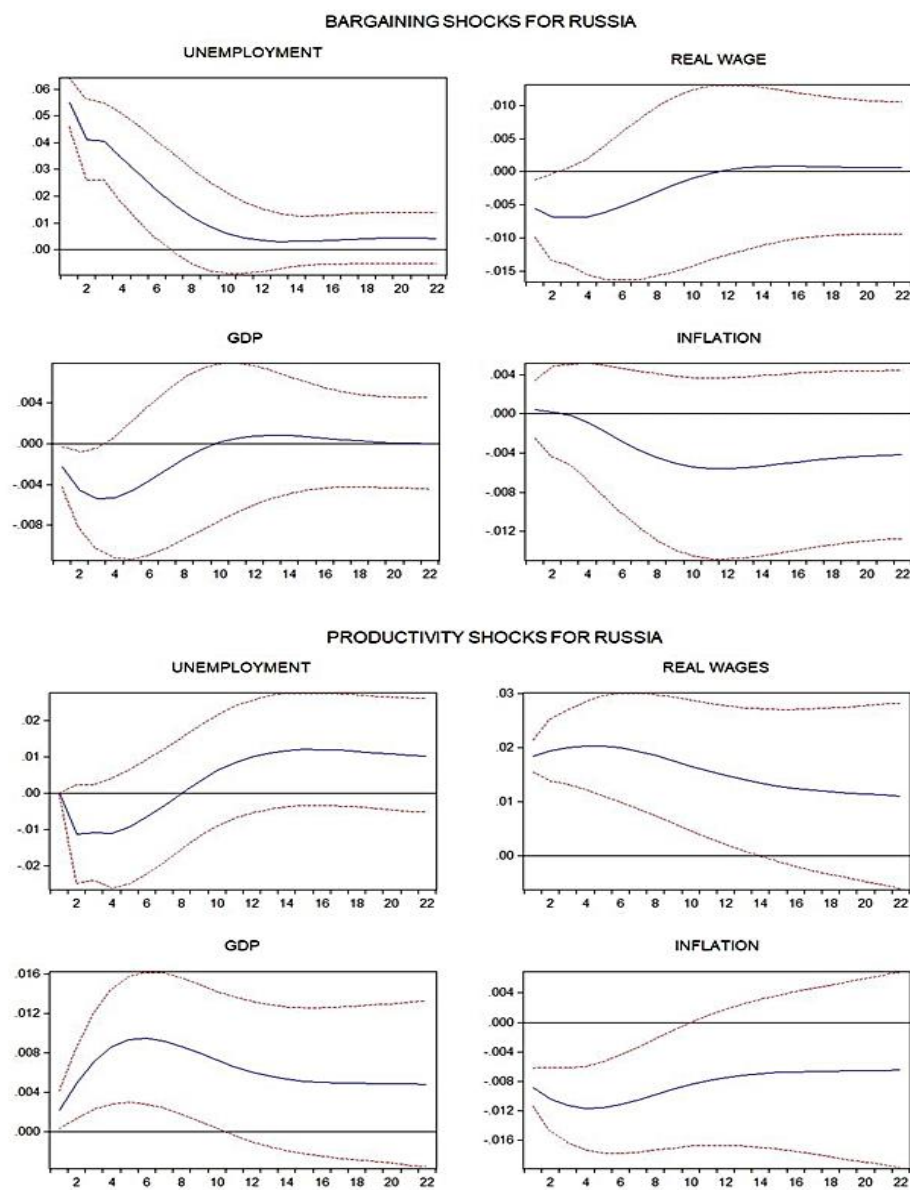 BARGAINING SHOCKS FOR RUSSIA
UNEMPLOYMENT
.06
.05
.04
.03
.02
.01
.00
2 4 6 8 10 12 14 16 18 20 22
REAL WAGE
.010
.005
.000
-.005
-.010
-.015
2 4 6 8 10 12 14 16 18 20 22
GDP
.004
.000
-.004
-.008
2 4 6 8 10 12 14 16 18 20 22
INFLATION
.004
.000
-.004
-.008
-.012
2 4 6 8 10 12 14 16 18 20 22
PRODUCTIVITY SHOCKS FOR RUSSIA
UNEMPLOYMENT
.02
.01
.00
-.01
-.02
2 4 6 8 10 12 14 16 18 20 22
REAL WAGES
.03
.02
.01
.00
2 4 6 8 10 12 14 16 18 20 22
GDP
.016
.012
.008
.004
.000
2 4 6 8 10 12 14 16 18 20 22
INFLATION
.004
.000
-.004
-.008
-.012
-.016
2 4 6 8 10 12 14 16 18 20 22